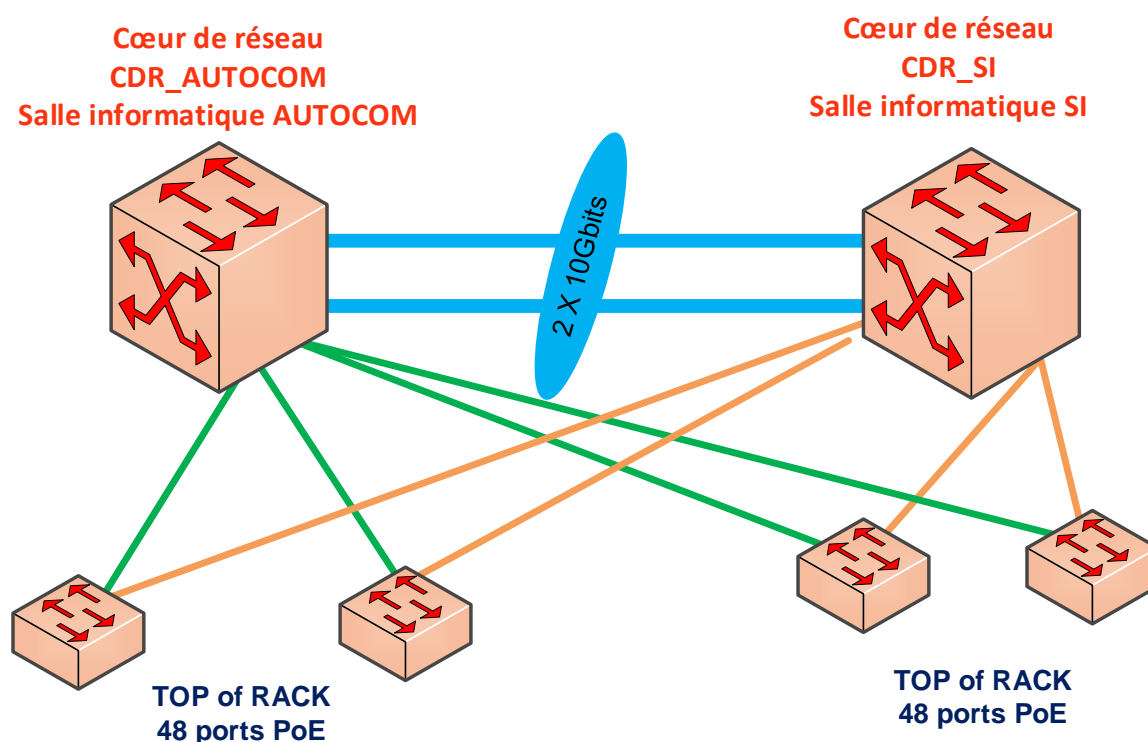 Cœur de réseau
CDR_AUTOCOM
Salle informatique AUTOCOM
Cœur de réseau
CDR_SI
Salle informatique SI
2 X 10Gbits
TOP of RACK
48 ports PoE
TOP of RACK
48 ports PoE